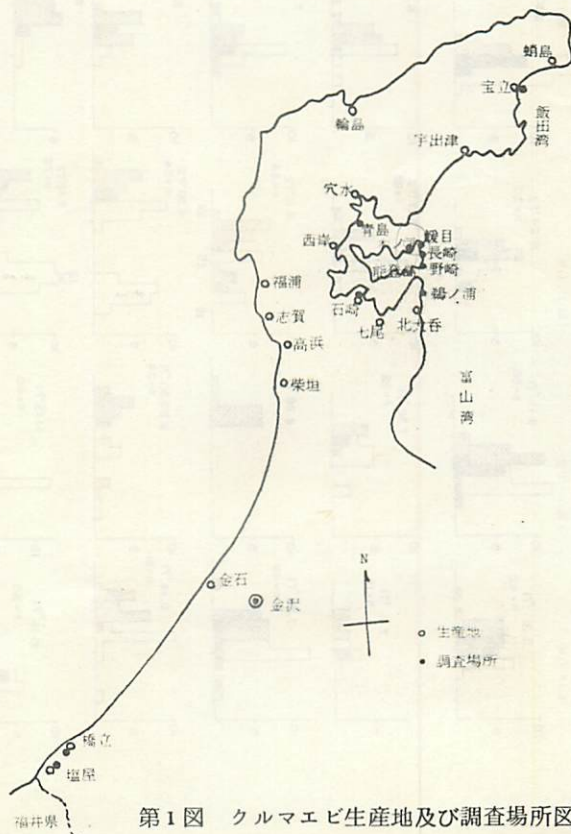 蛸島
宝立
飯田湾
輪島
宇出津
穴水
青島
西岸
鰀目
長崎
野崎
福浦
石崎
鵜ノ浦
志賀
七尾
北大呑
高浜
柴垣
富山湾
N
金石
金沢
生産地
調査場所
橋立
塩屋
福井県
第1図 クルマエビ生産地及び調査場所図